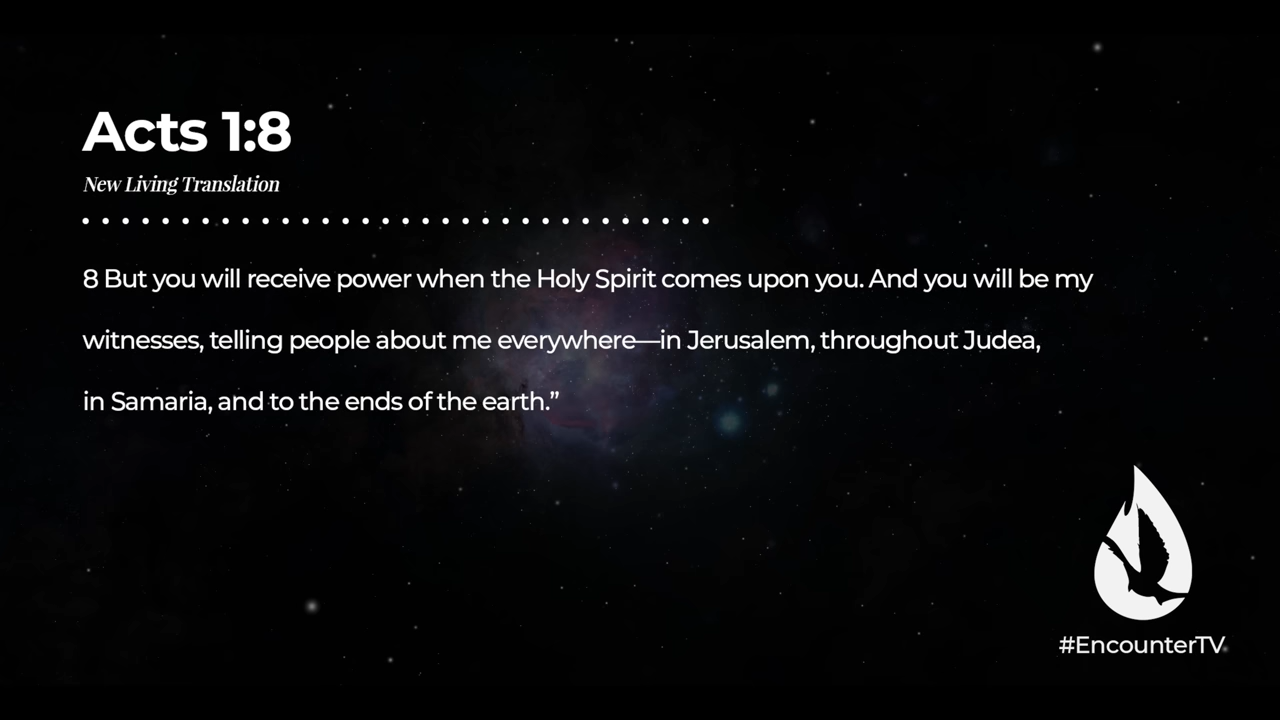 Acts 1:8
New Living Translation
8 But you will receive power when the Holy Spirit comes upon you. And you will be my
witnesses, telling people about me everywhere—in Jerusalem, throughout Judea,
in Samaria, and to the ends of the earth.”
#EncounterTV